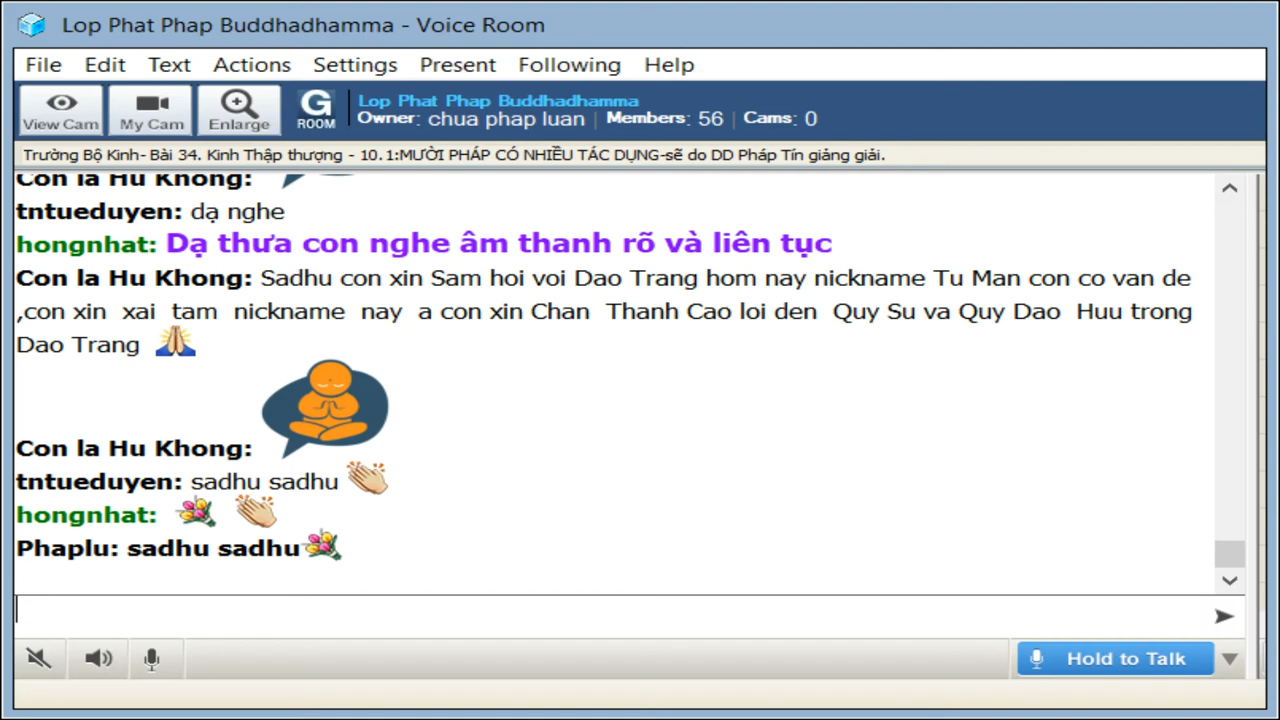 Lop Phat Phap Buddhadhamma - Voice Room
File Edit Text Actions Settings Present Following Help
View Cam My Cam Enlarge G ROOM
Lop Phat Phap Buddhadhamma
Owner: chua phap luan | Members: 56 | Cams: 0
Trường Bộ Kinh- Bài 34. Kinh Thập thượng - 10.1:MƯỜI PHÁP CÓ NHIỀU TÁC DỤNG-sẽ do DD Pháp Tín giảng giải.
Con la Hu Khong:
tntueduyen: dạ nghe
hongnhat: Dạ thưa con nghe âm thanh rõ và liên tục
Con la Hu Khong: Sadhu con xin Sam hoi voi Dao Trang hom nay nickname Tu Man con co van de
,con xin xai tam nickname nay a con xin Chan Thanh Cao loi den Quy Su va Quy Dao Huu trong
Dao Trang
Con la Hu Khong:
tntueduyen: sadhu sadhu
hongnhat:
Phaplu: sadhu sadhu
Hold to Talk